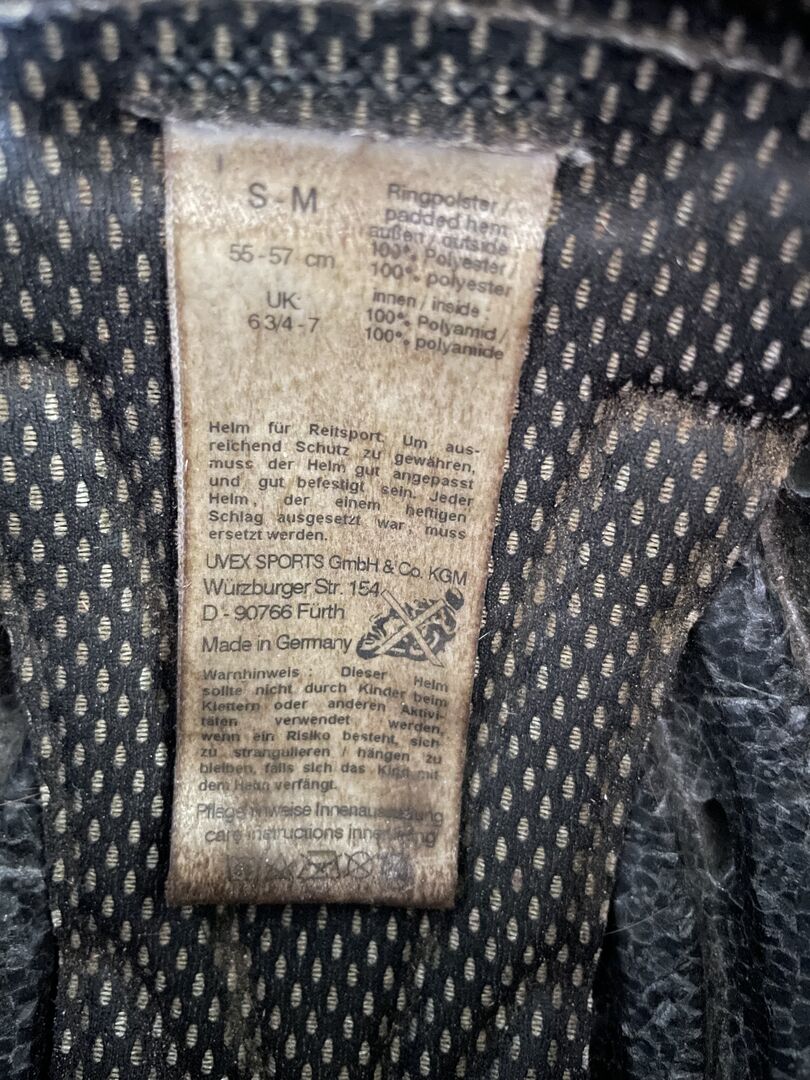 S - M
55 - 57 cm
UK:
6 3/4 - 7
Ringpolster /
padded hem
außen / outside
100% Polyester /
100% polyester
innen / inside :
100% Polyamid /
100% polyamide
Helm für Reitsport. Um aus-
reichend Schutz zu gewähren,
muss der Helm gut angepasst
und gut befestigt sein. Jeder
Helm, der einem heftigen
Schlag ausgesetzt war, muss
ersetzt werden.
UVEX SPORTS GmbH & Co. KGM
Würzburger Str. 154
D - 90766 Fürth
Made in Germany
Warnhinweis : Dieser Helm
sollte nicht durch Kinder beim
Klettern oder anderen Aktivi-
täten verwendet werden,
wenn ein Risiko besteht, sich
zu strangulieren / hängen zu
bleiben, falls sich das Kind mit
dem Helm verfängt.
care instructions